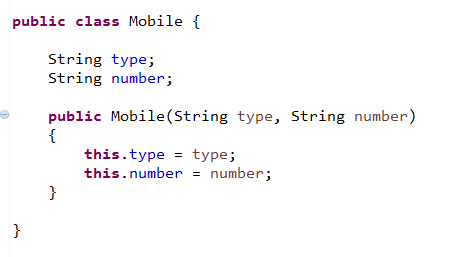 public class Mobile {
String type;
String number;
public Mobile(String type, String number)
{
this.type = type;
this.number = number;
}
}